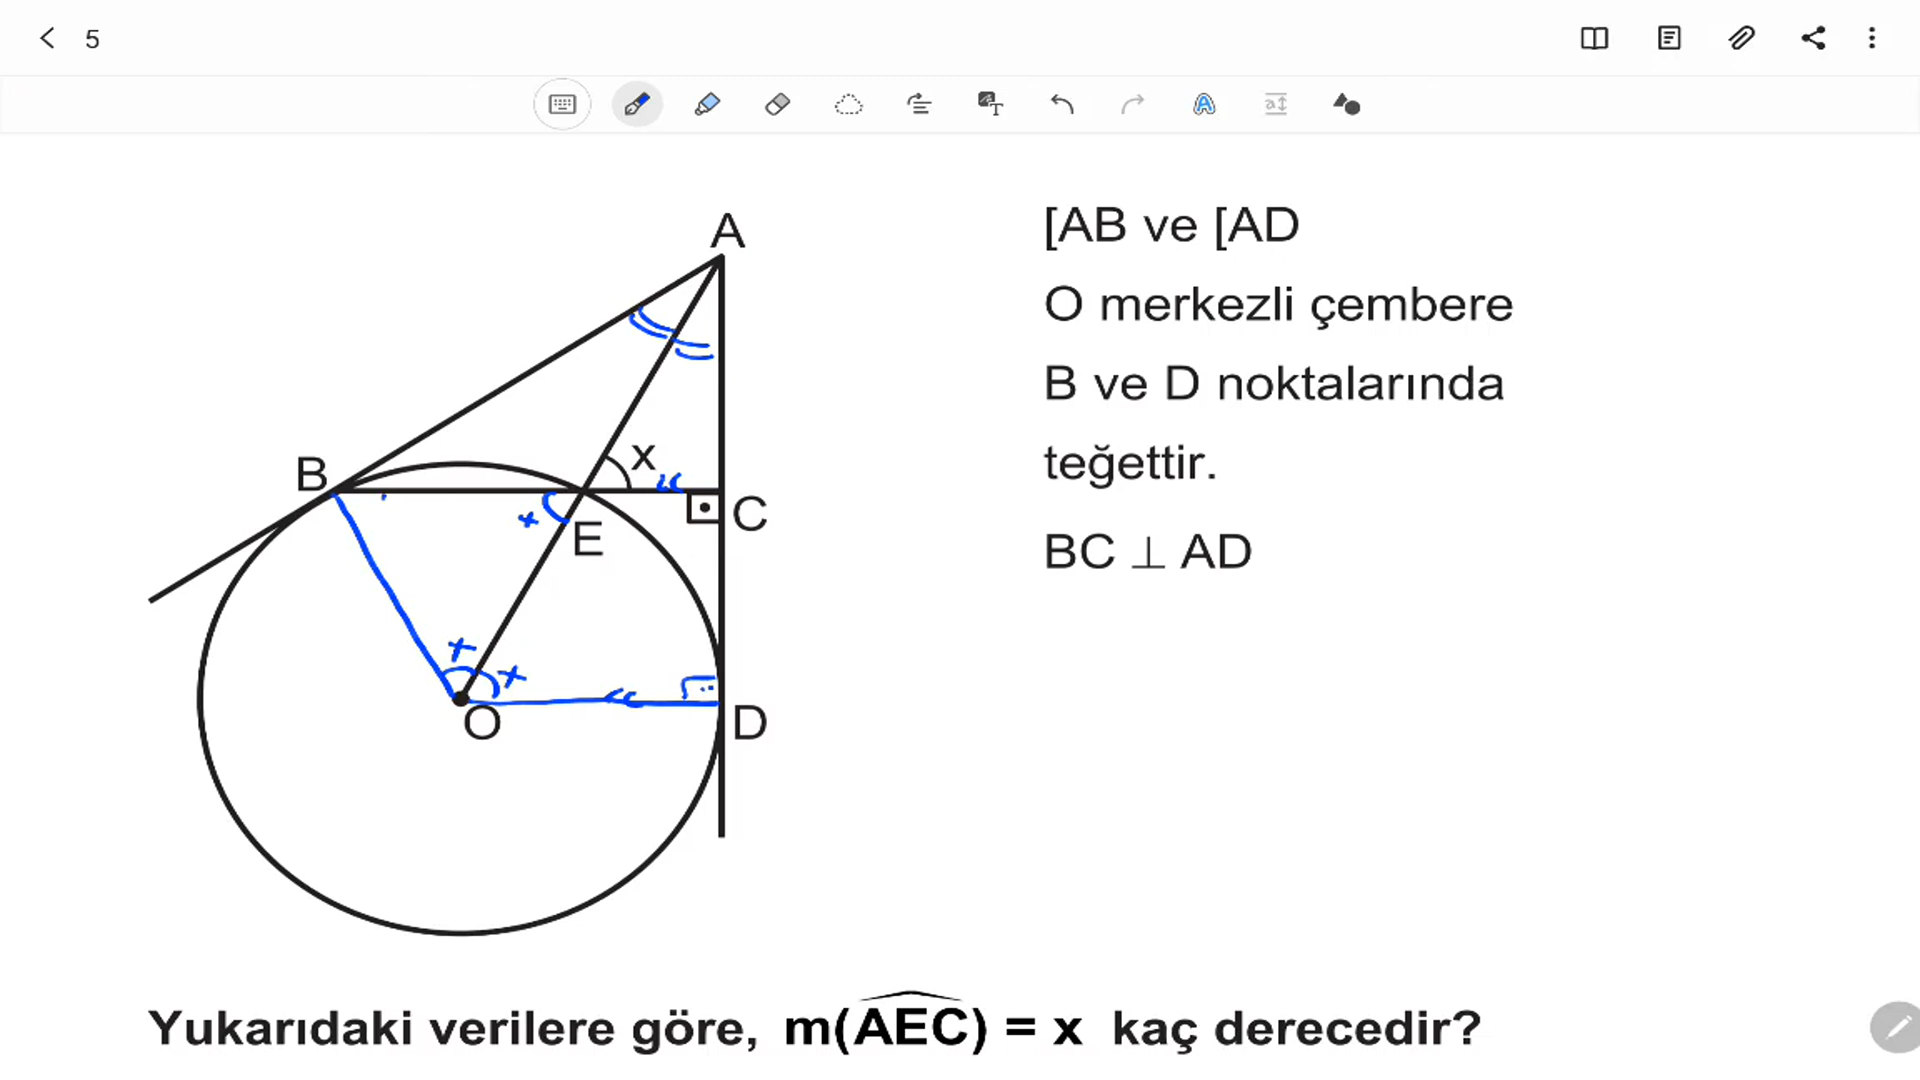 5
A
[AB ve [AD
O merkezli çembere
B ve D noktalarında
teğettir.
BC ⊥ AD
B
x
C
x
E
x
x
O
D
Yukarıdaki verilere göre, m(AEC) = x kaç derecedir?